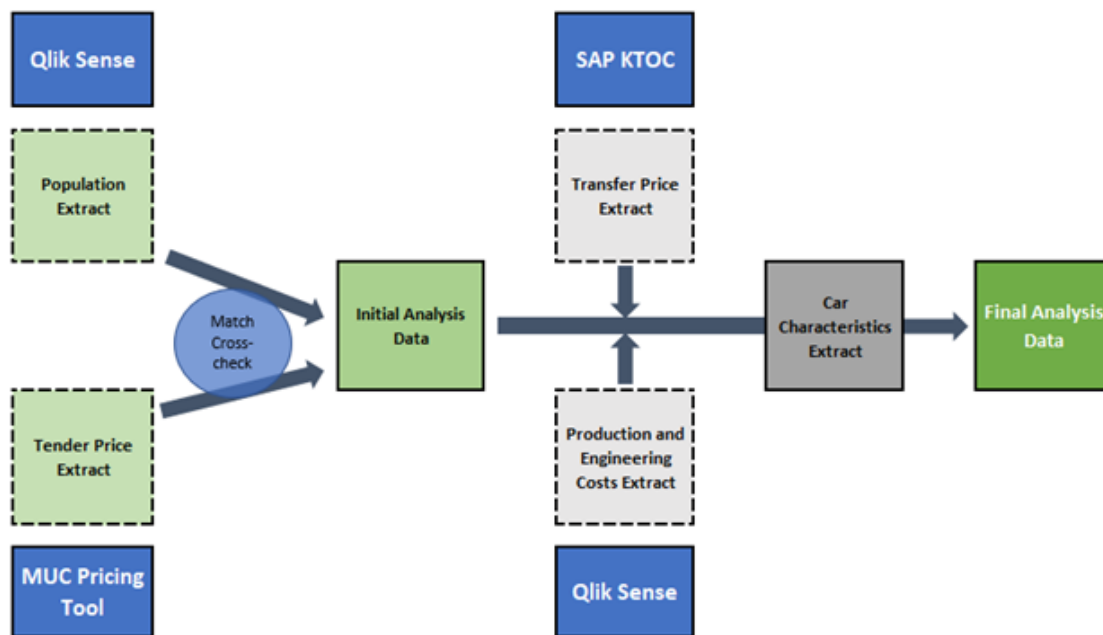 Qlik Sense
SAP KTOC
Population
Extract
Transfer Price
Extract
Match
Cross-
check
Initial Analysis
Data
Car
Characteristics
Extract
Final Analysis
Data
Tender Price
Extract
Production and
Engineering
Costs Extract
MUC Pricing
Tool
Qlik Sense